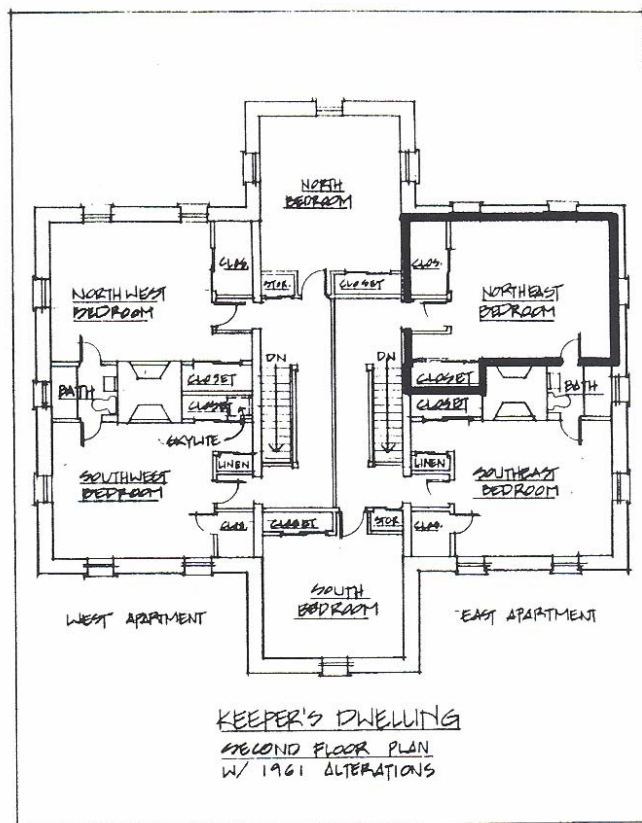 NORTH
BEDROOM
CLOS.
STOR.
CLOSET
CLOS.
NORTHWEST
BEDROOM
NORTHEAST
BEDROOM
DN
DN
BATH
CLOSET
CLOSET
BATH
CLOSET
CLOSET
SKYLITE
LINEN
LINEN
SOUTHWEST
BEDROOM
SOUTHEAST
BEDROOM
CLOS.
CLOSET
STOR.
CLOS.
SOUTH
BEDROOM
WEST APARTMENT
EAST APARTMENT
KEEPER'S DWELLING
SECOND FLOOR PLAN
W/ 1961 ALTERATIONS